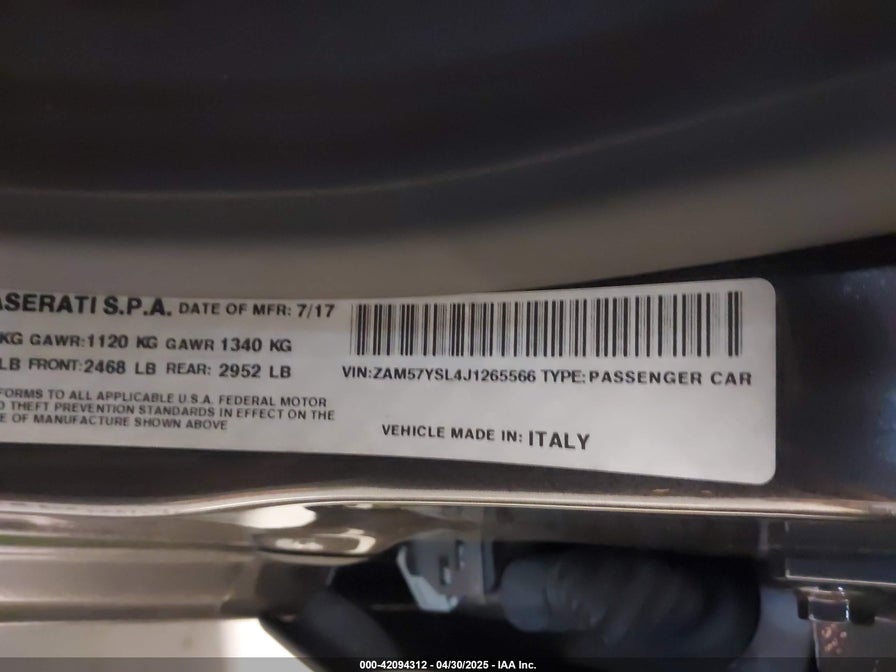 ASERATI S.P.A. DATE OF MFR: 7/17
KG GAWR:1120 KG GAWR 1340 KG
LB FRONT:2468 LB REAR: 2952 LB
FORMS TO ALL APPLICABLE U.S.A. FEDERAL MOTOR
THEFT PREVENTION STANDARDS IN EFFECT ON THE
E OF MANUFACTURE SHOWN ABOVE
VIN:ZAM57YSL4J1265566 TYPE:PASSENGER CAR
VEHICLE MADE IN: ITALY
000-42094312 - 04/30/2025 - IAA Inc.